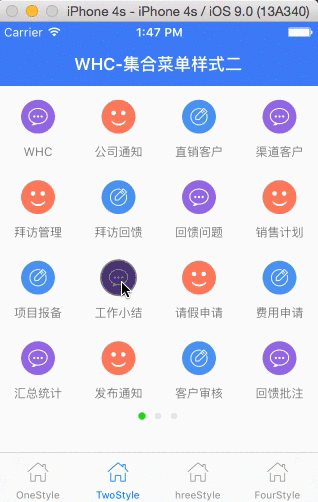 iPhone 4s - iPhone 4s / iOS 9.0 (13A340)
Carrier 1:47 PM
WHC-集合菜单样式二
WHC 公司通知 直销客户 渠道客户
拜访管理 拜访回馈 回馈问题 销售计划
项目报备 工作小结 请假申请 费用申请
汇总统计 发布通知 客户审核 回馈批注
OneStyle TwoStyle hreeStyle FourStyle